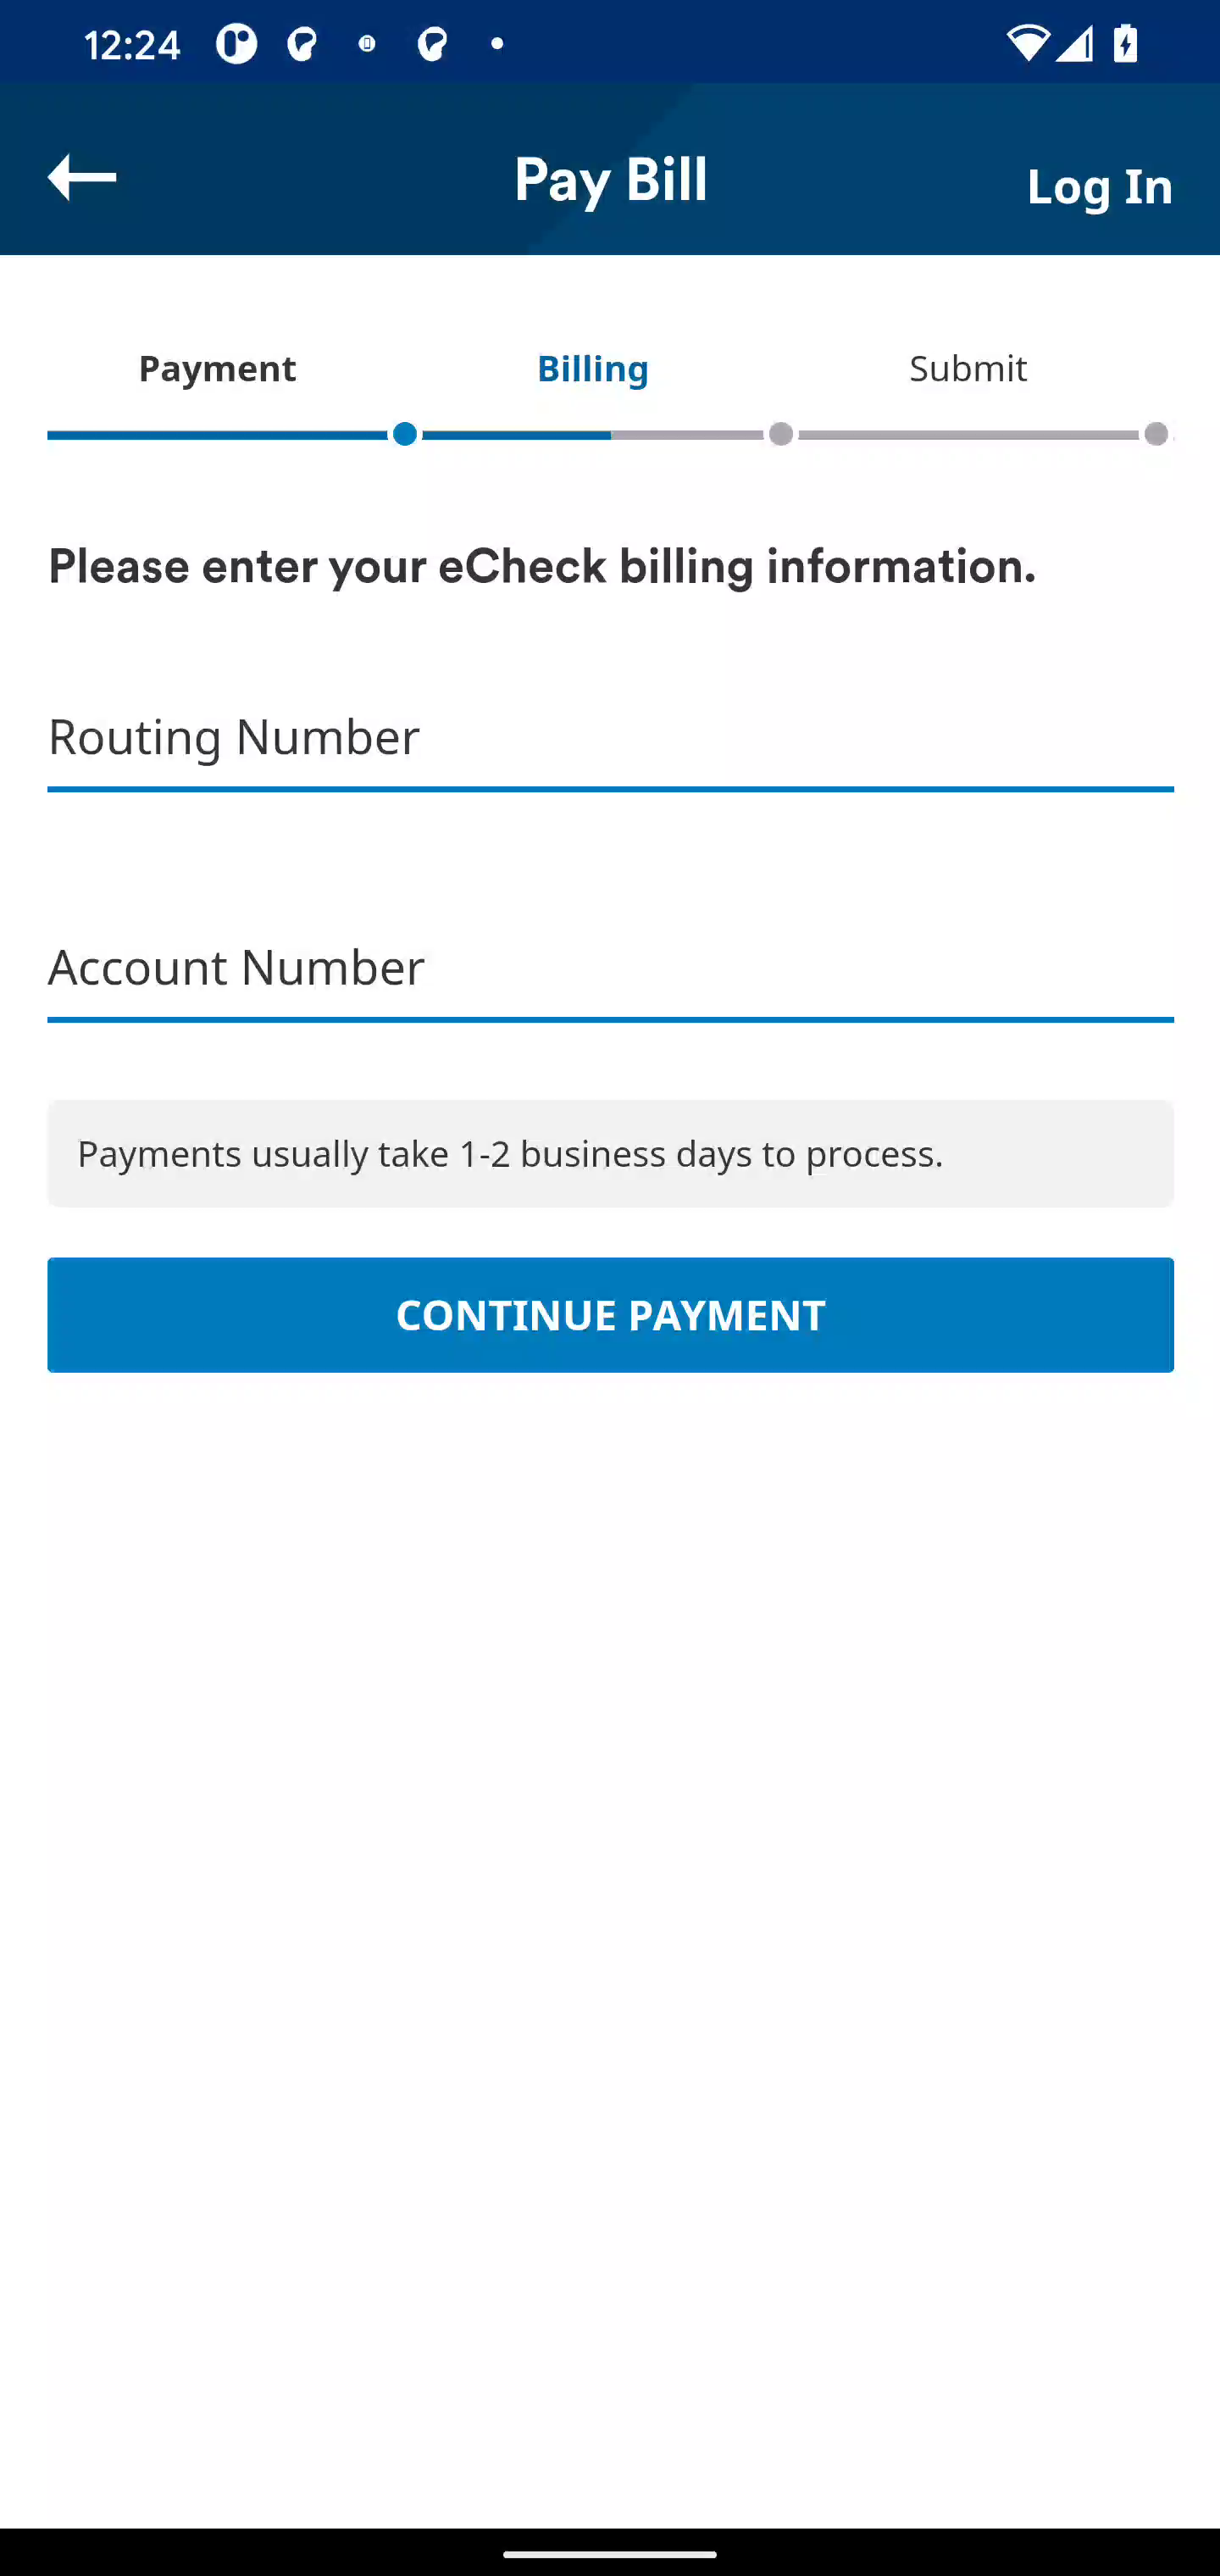 12:24
Pay Bill
Log In
Payment
Billing
Submit
Please enter your eCheck billing information.
Routing Number
Account Number
Payments usually take 1-2 business days to process.
CONTINUE PAYMENT